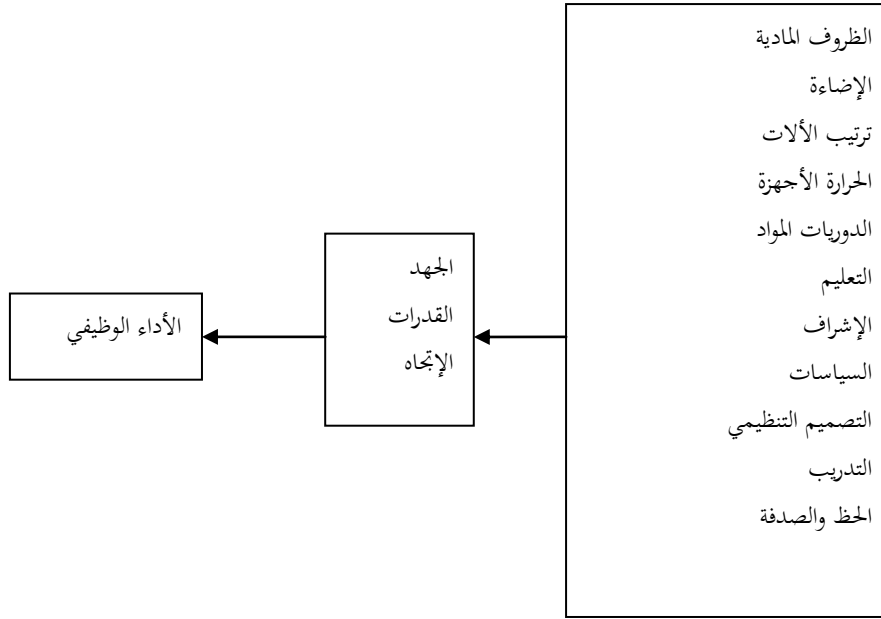 الظروف المادية
الإضاءة
ترتيب الألات
الحرارة الأجهزة
الدوريات المواد
التعليم
الإشراف
السياسات
التصميم التنظيمي
التدريب
الحظ والصدفة
الجهد
القدرات
الإتجاه
الأداء الوظيفي